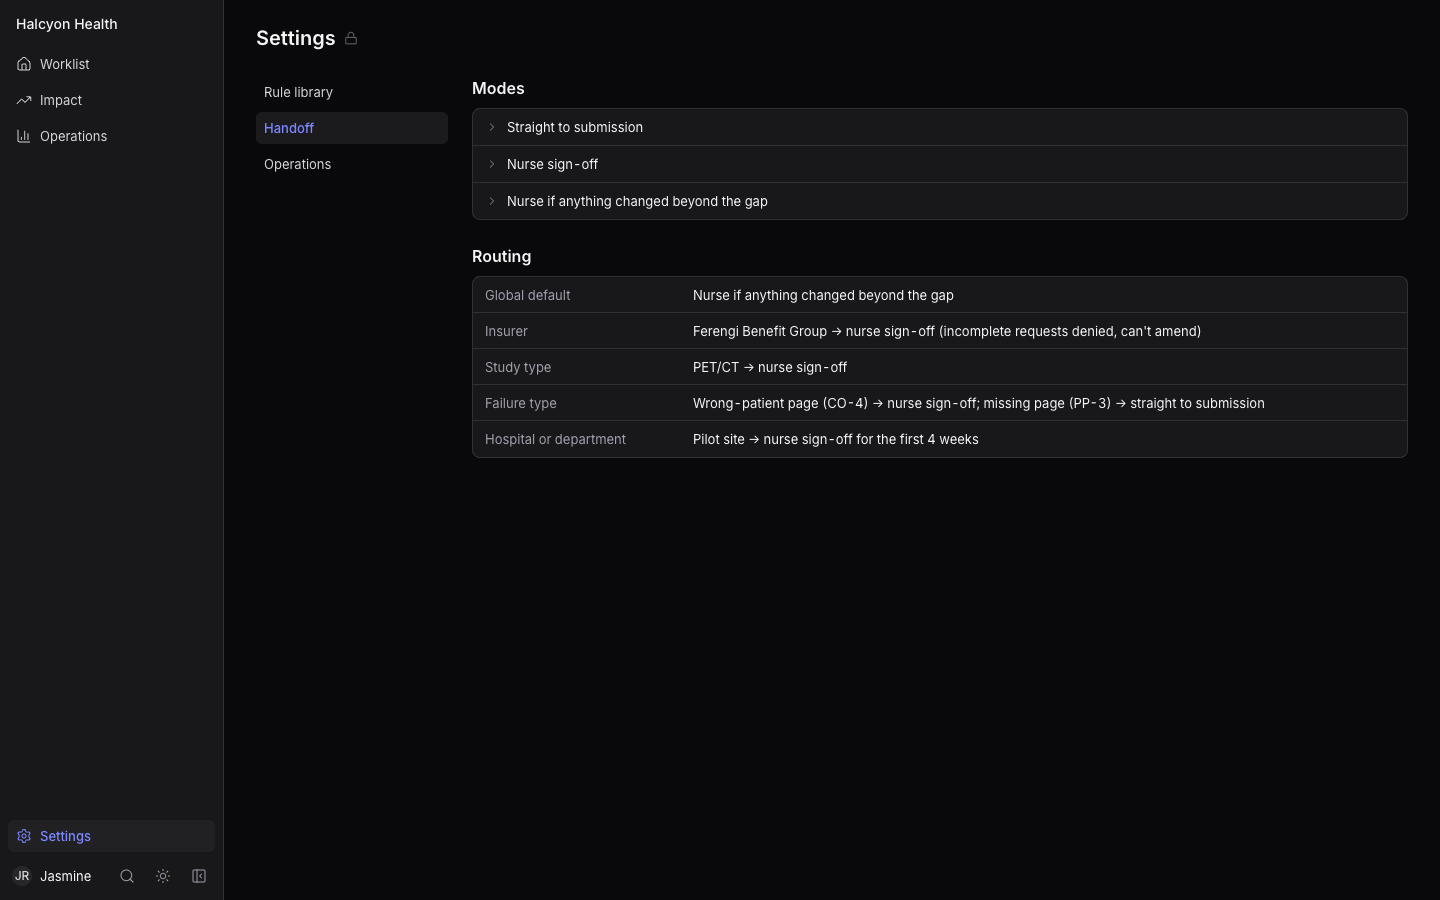 Halcyon Health
Worklist
Impact
Operations
Settings
JR Jasmine
Settings
Rule library
Handoff
Operations
Modes
Straight to submission
Nurse sign-off
Nurse if anything changed beyond the gap
Routing
Global default Nurse if anything changed beyond the gap
Insurer Ferengi Benefit Group → nurse sign-off (incomplete requests denied, can't amend)
Study type PET/CT → nurse sign-off
Failure type Wrong-patient page (CO-4) → nurse sign-off; missing page (PP-3) → straight to submission
Hospital or department Pilot site → nurse sign-off for the first 4 weeks